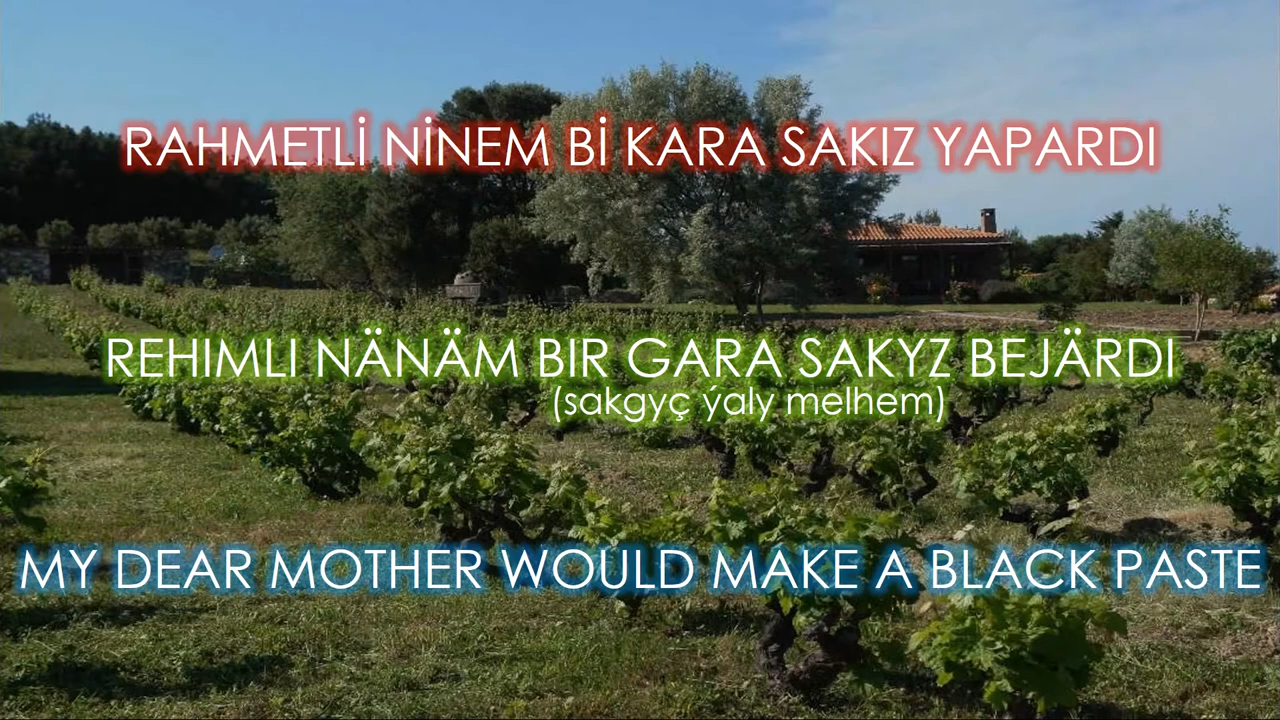 RAHMETLİ NİNEM Bİ KARA SAKIZ YAPARDI
REHIMLI NÄNÄM BIR GARA SAKYZ BEJÄRDI
(sakgyç ýaly melhem)
MY DEAR MOTHER WOULD MAKE A BLACK PASTE